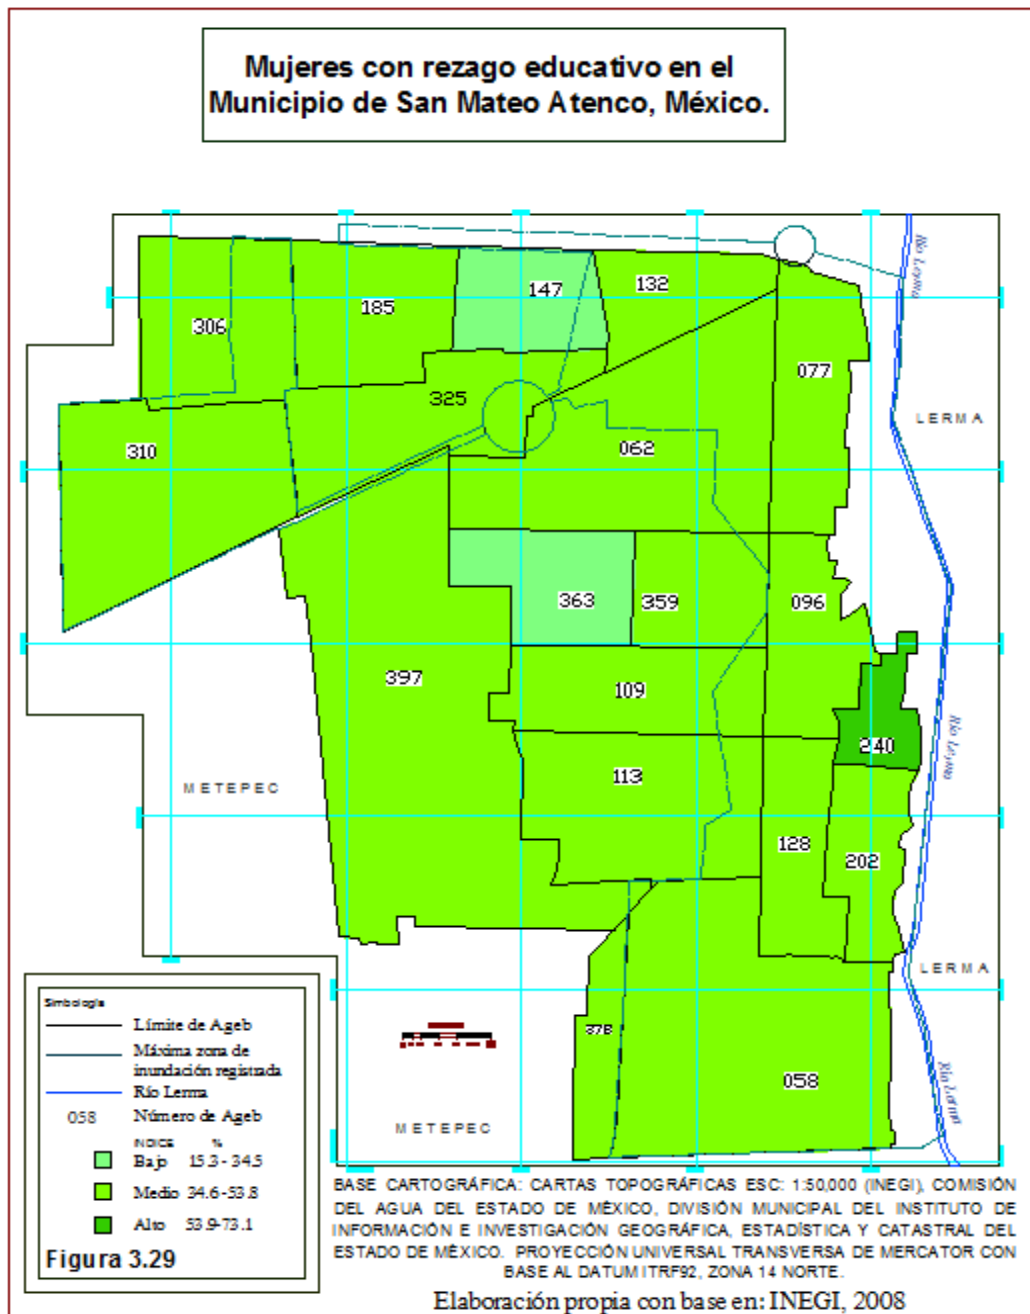 Mujeres con rezago educativo en el
Municipio de San Mateo Atenco, México.
Río Lerma
147
132
185
306
077
325
LERMA
310
062
363
359
096
397
109
Río Lerma
240
113
METEPEC
128
202
LERMA
37B
058
Río Lerma
METEPEC
Simbología
Límite de Ageb
Máxima zona de
inundación registrada
Río Lerma
058 Número de Ageb
INDICE %
Bajo 15.3 - 34.5
Medio 34.6-53.8
Alto 53.9-73.1
Figura 3.29
BASE CARTOGRÁFICA: CARTAS TOPOGRÁFICAS ESC: 1:50,000 (INEGI), COMISIÓN
DEL AGUA DEL ESTADO DE MÉXICO, DIVISIÓN MUNICIPAL DEL INSTITUTO DE
INFORMACIÓN E INVESTIGACIÓN GEOGRÁFICA, ESTADÍSTICA Y CATASTRAL DEL
ESTADO DE MÉXICO. PROYECCIÓN UNIVERSAL TRANSVERSA DE MERCATOR CON
BASE AL DATUM ITRF92, ZONA 14 NORTE.
Elaboración propia con base en: INEGI, 2008